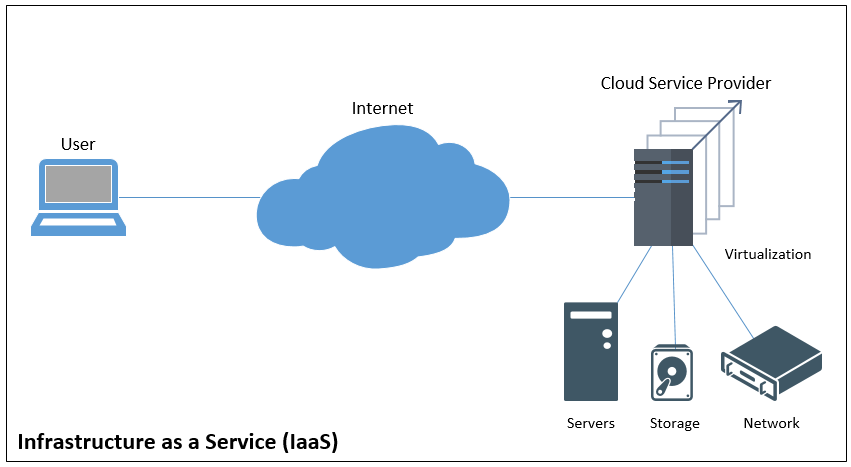 Cloud Service Provider
Internet
User
Virtualization
Servers
Storage
Network
Infrastructure as a Service (IaaS)